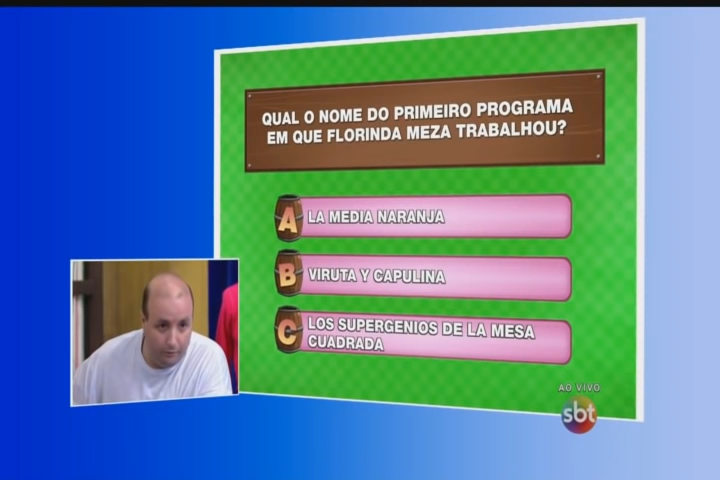 QUAL O NOME DO PRIMEIRO PROGRAMA
EM QUE FLORINDA MEZA TRABALHOU?
A LA MEDIA NARANJA
B VIRUTA Y CAPULINA
C LOS SUPERGENIOS DE LA MESA
CUADRADA
AO VIVO
sbt